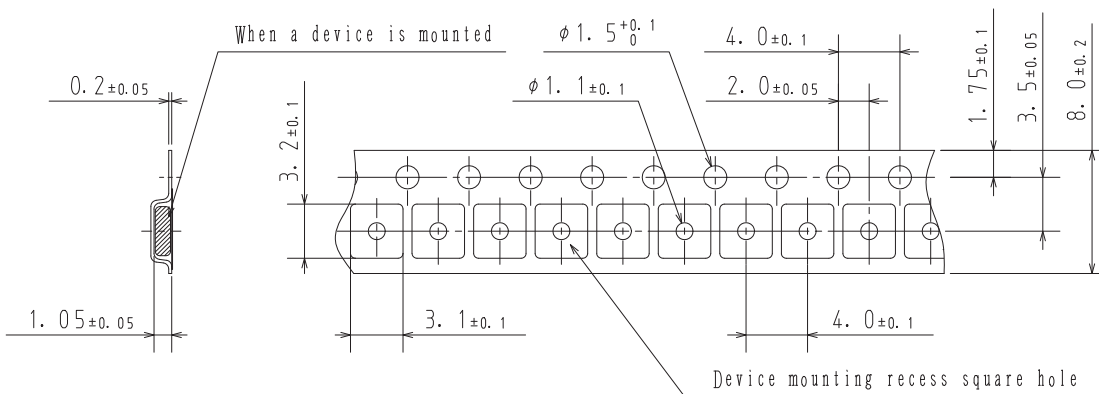 When a device is mounted
φ1.5+0.1 0
4.0±0.1
1.75±0.1
3.5±0.05
8.0±0.2
0.2±0.05
φ1.1±0.1
2.0±0.05
3.2±0.1
1.05±0.05
3.1±0.1
4.0±0.1
Device mounting recess square hole